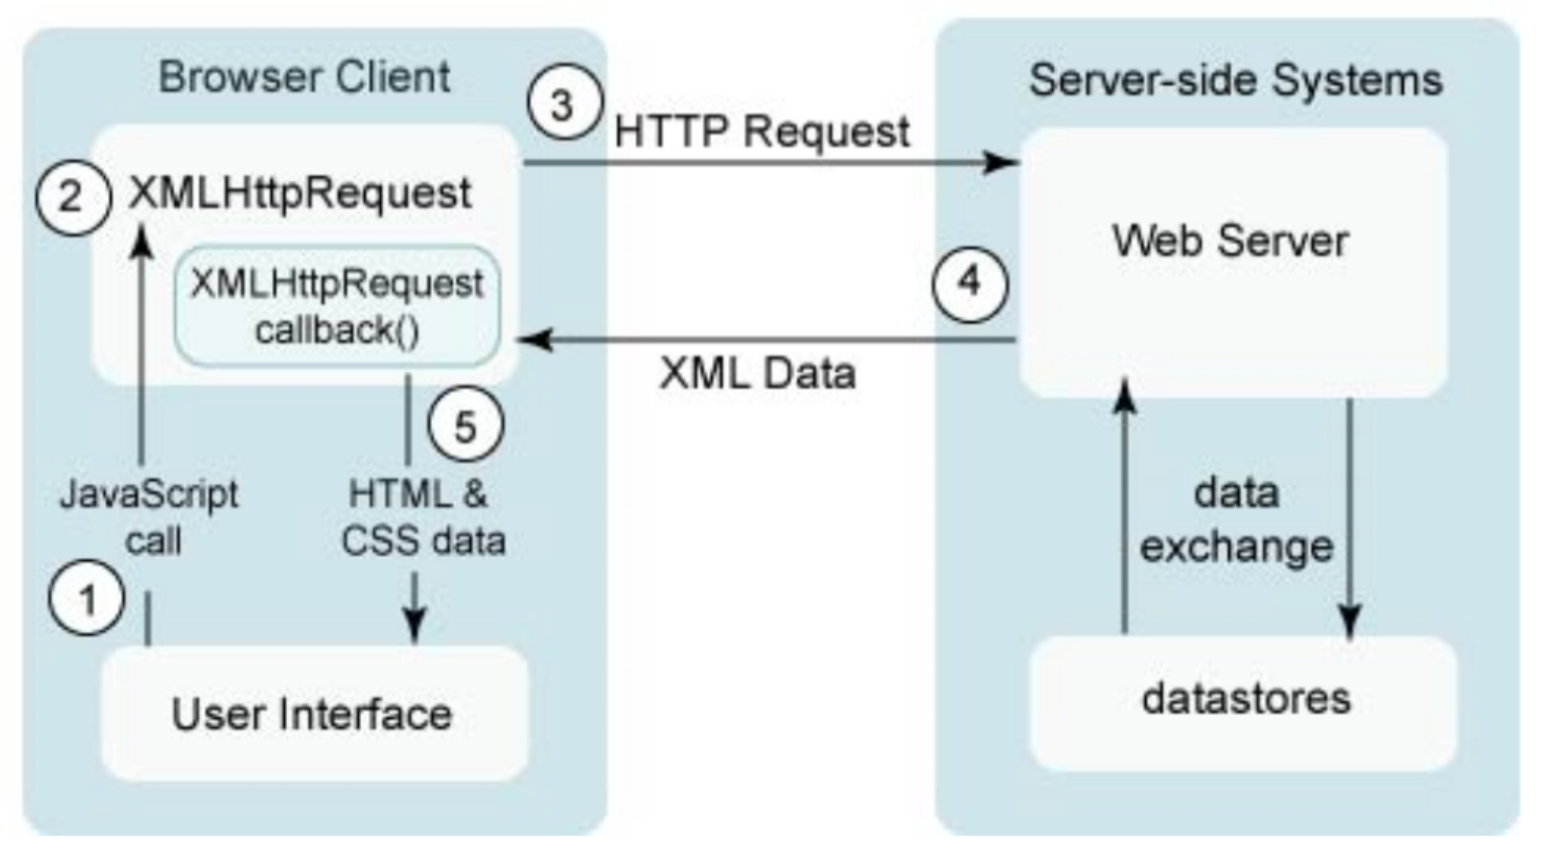 Browser Client
3
HTTP Request
Server-side Systems
2
XMLHttpRequest
XMLHttpRequest
callback()
Web Server
4
XML Data
5
JavaScript
call
HTML &
CSS data
data
exchange
1
User Interface
datastores